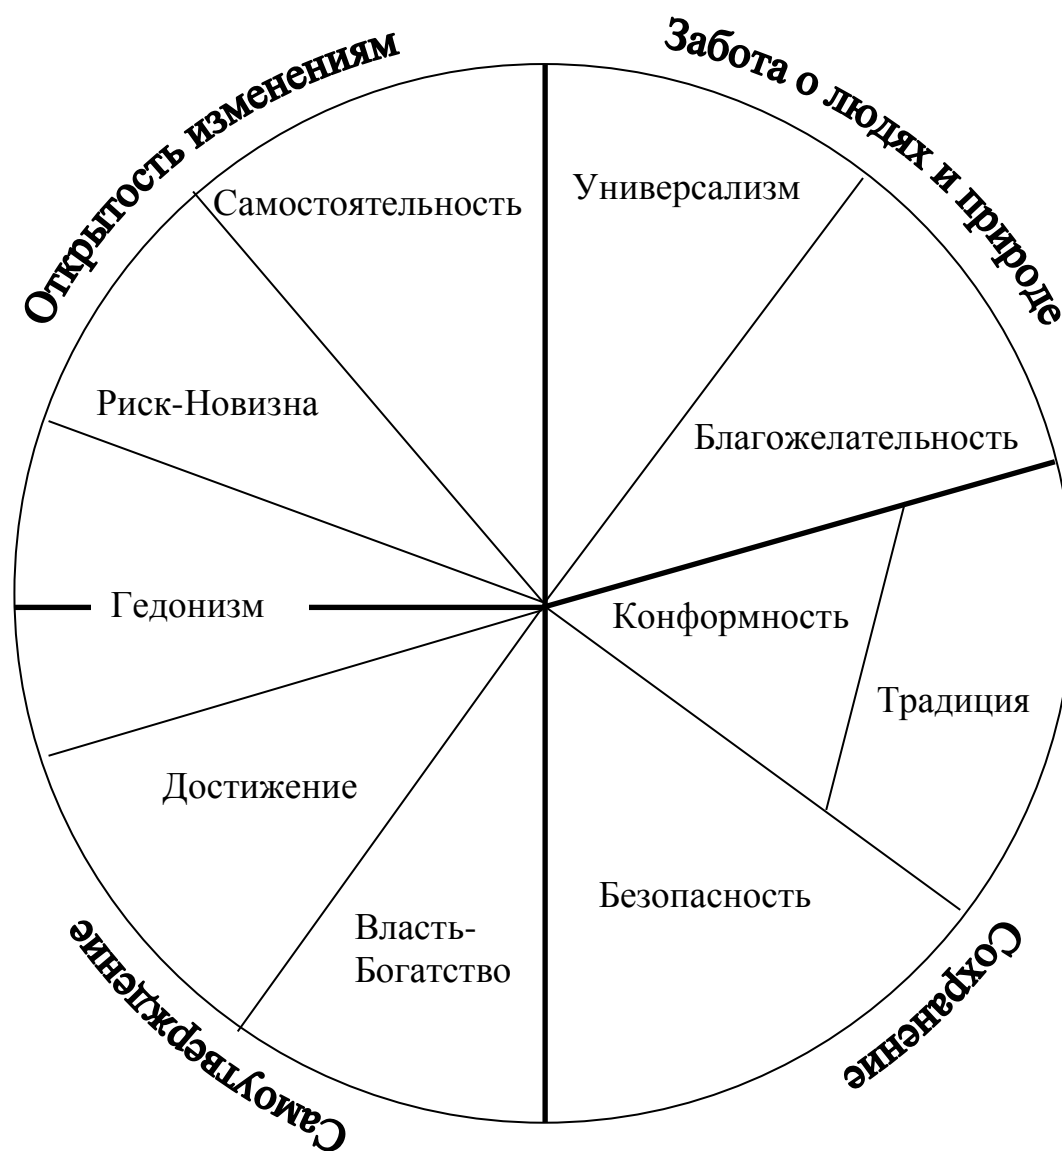 Открытость изменениям
Забота о людях и природе
Самостоятельность
Универсализм
Риск-Новизна
Благожелательность
Гедонизм
Конформность
Традиция
Достижение
Безопасность
Власть-
Богатство
Самоутверждение
Сохранение